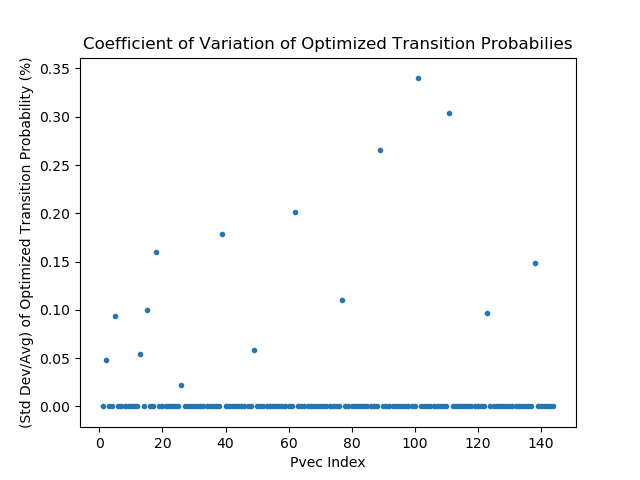 Coefficient of Variation of Optimized Transition Probabilies
(Std Dev/Avg) of Optimized Transition Probability (%)
0.35
0.30
0.25
0.20
0.15
0.10
0.05
0.00
0 20 40 60 80 100 120 140
Pvec Index